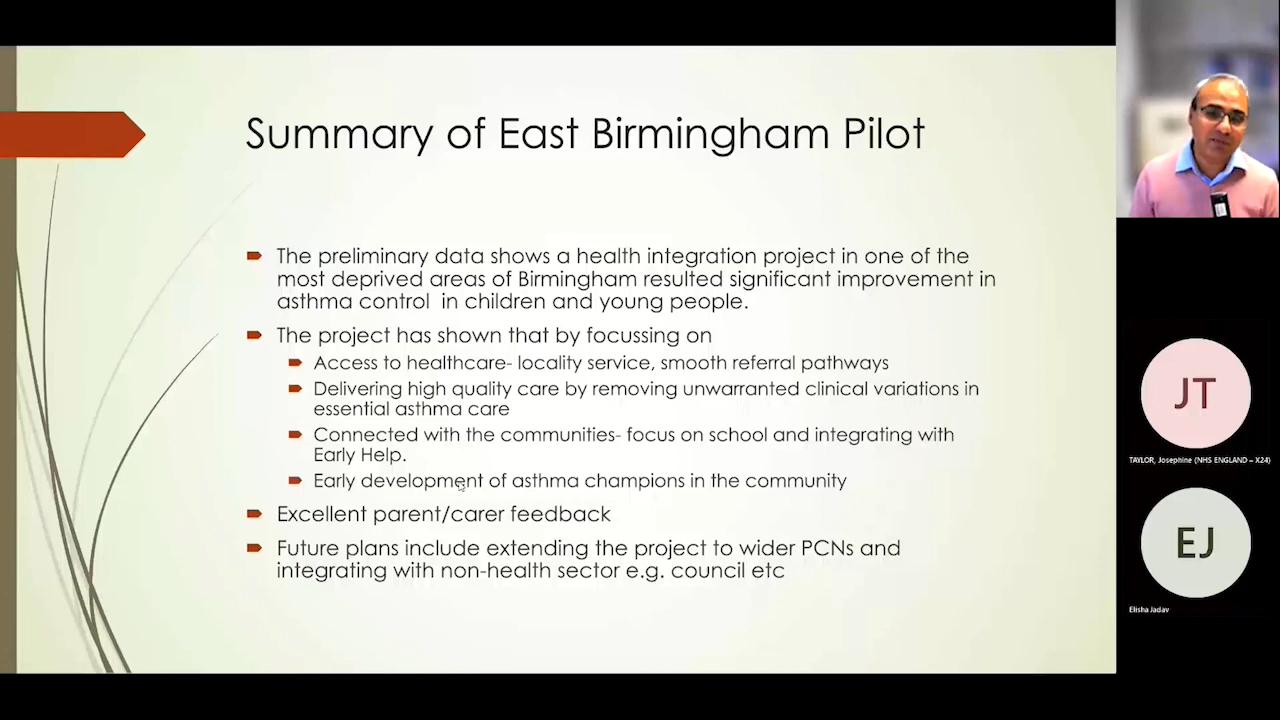 Summary of East Birmingham Pilot
The preliminary data shows a health integration project in one of the
most deprived areas of Birmingham resulted significant improvement in
asthma control in children and young people.
The project has shown that by focussing on
Access to healthcare- locality service, smooth referral pathways
Delivering high quality care by removing unwarranted clinical variations in
essential asthma care
Connected with the communities- focus on school and integrating with
Early Help.
Early development of asthma champions in the community
Excellent parent/carer feedback
Future plans include extending the project to wider PCNs and
integrating with non-health sector e.g. council etc
JT
TAYLOR, Josephine (NHS ENGLAND – X24)
EJ
Elisha Jadav